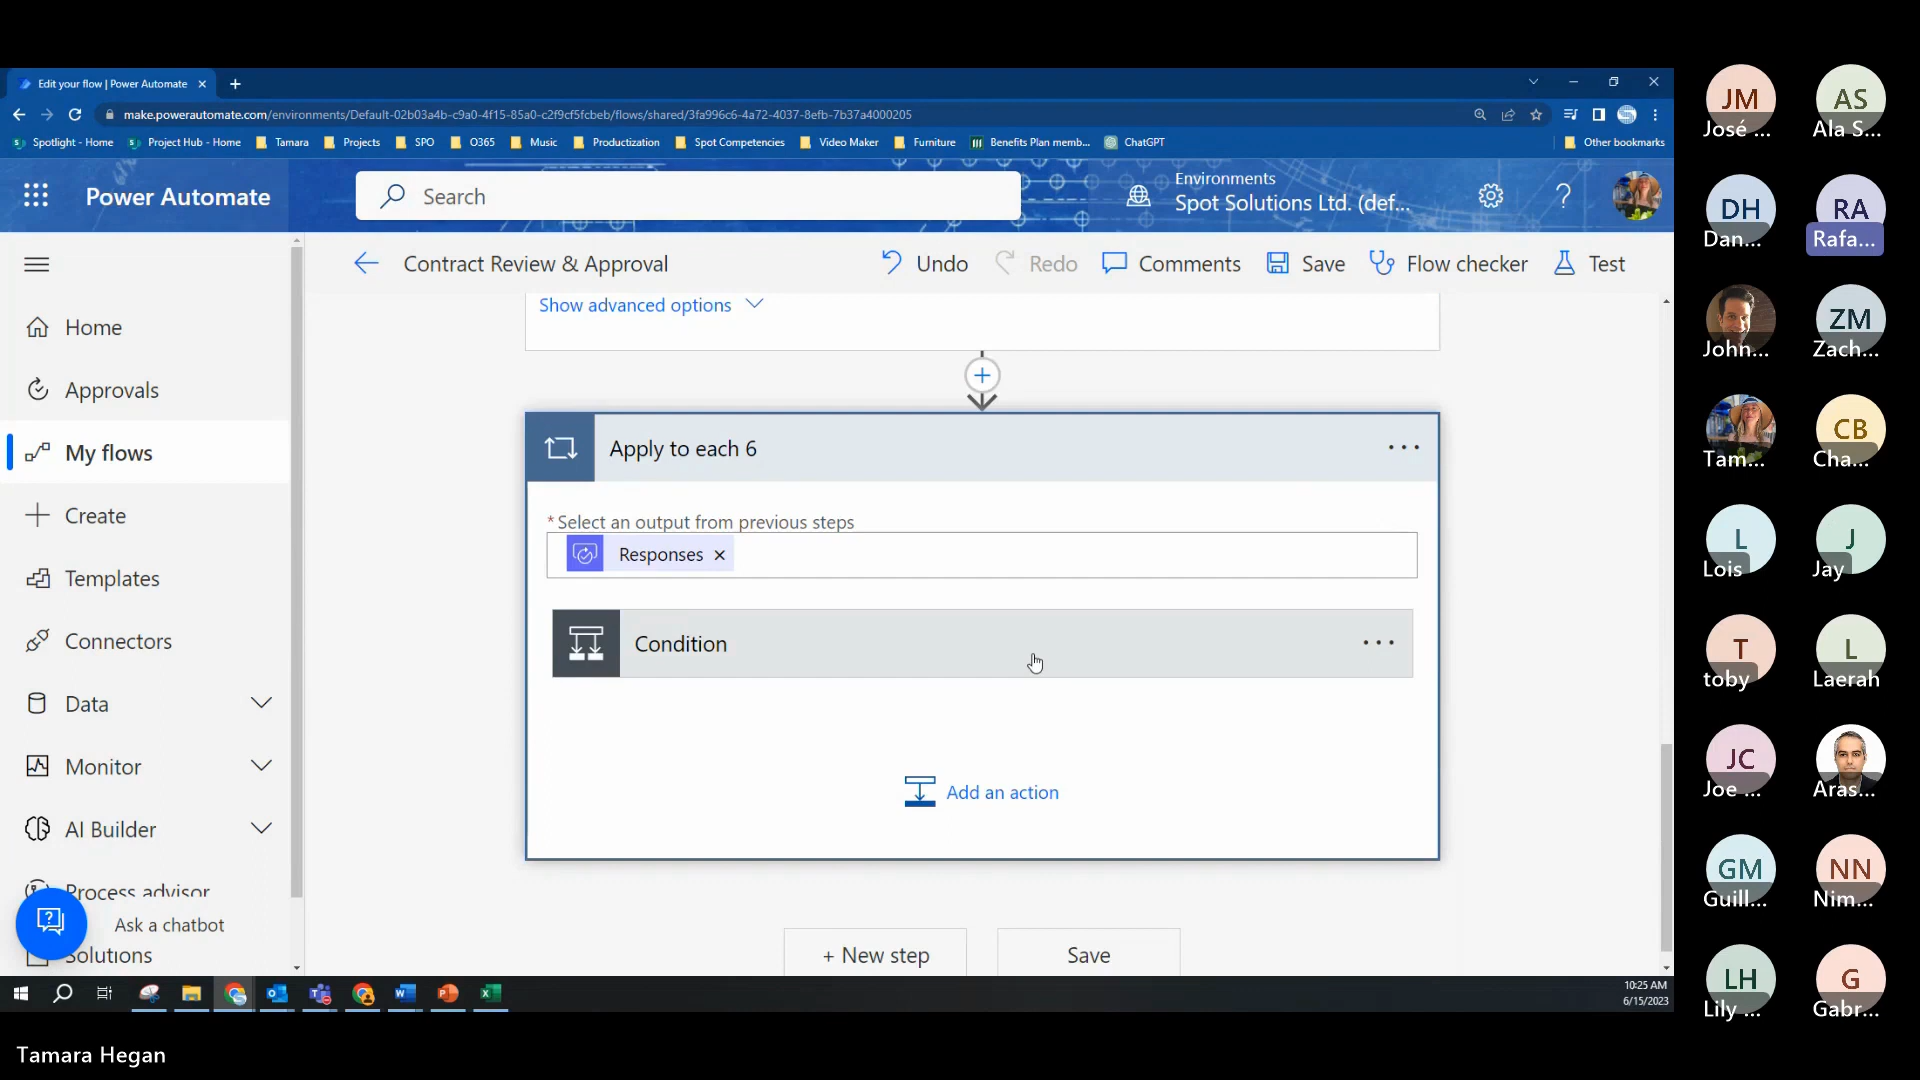 Edit your flow | Power Automate
make.powerautomate.com/environments/Default-02b03a4b-c9a0-4f15-85a0-c2f9cf5fcbeb/flows/shared/3fa996c6-4a72-4037-8efb-7b37a4000205
Spotlight - Home Project Hub - Home Tamara Projects SPO O365 Music Productization Spot Competencies Video Maker Furniture Benefits Plan memb... ChatGPT Other bookmarks
Power Automate
Search
Environments
Spot Solutions Ltd. (def...
Contract Review & Approval
Undo Redo Comments Save Flow checker Test
Home
Approvals
My flows
Create
Templates
Connectors
Data
Monitor
AI Builder
Process advisor
Ask a chatbot
Solutions
Show advanced options
Apply to each 6
* Select an output from previous steps
Responses
Condition
Add an action
+ New step
Save
10:25 AM
6/15/2023
Tamara Hegan
JM
José ...
AS
Ala S...
DH
Dan...
RA
Rafa...
John...
ZM
Zach...
Tam...
CB
Cha...
L
Lois
J
Jay
T
toby
L
Laerah
JC
Joe ...
Aras...
GM
Guill...
NN
Nim...
LH
Lily ...
G
Gabr...